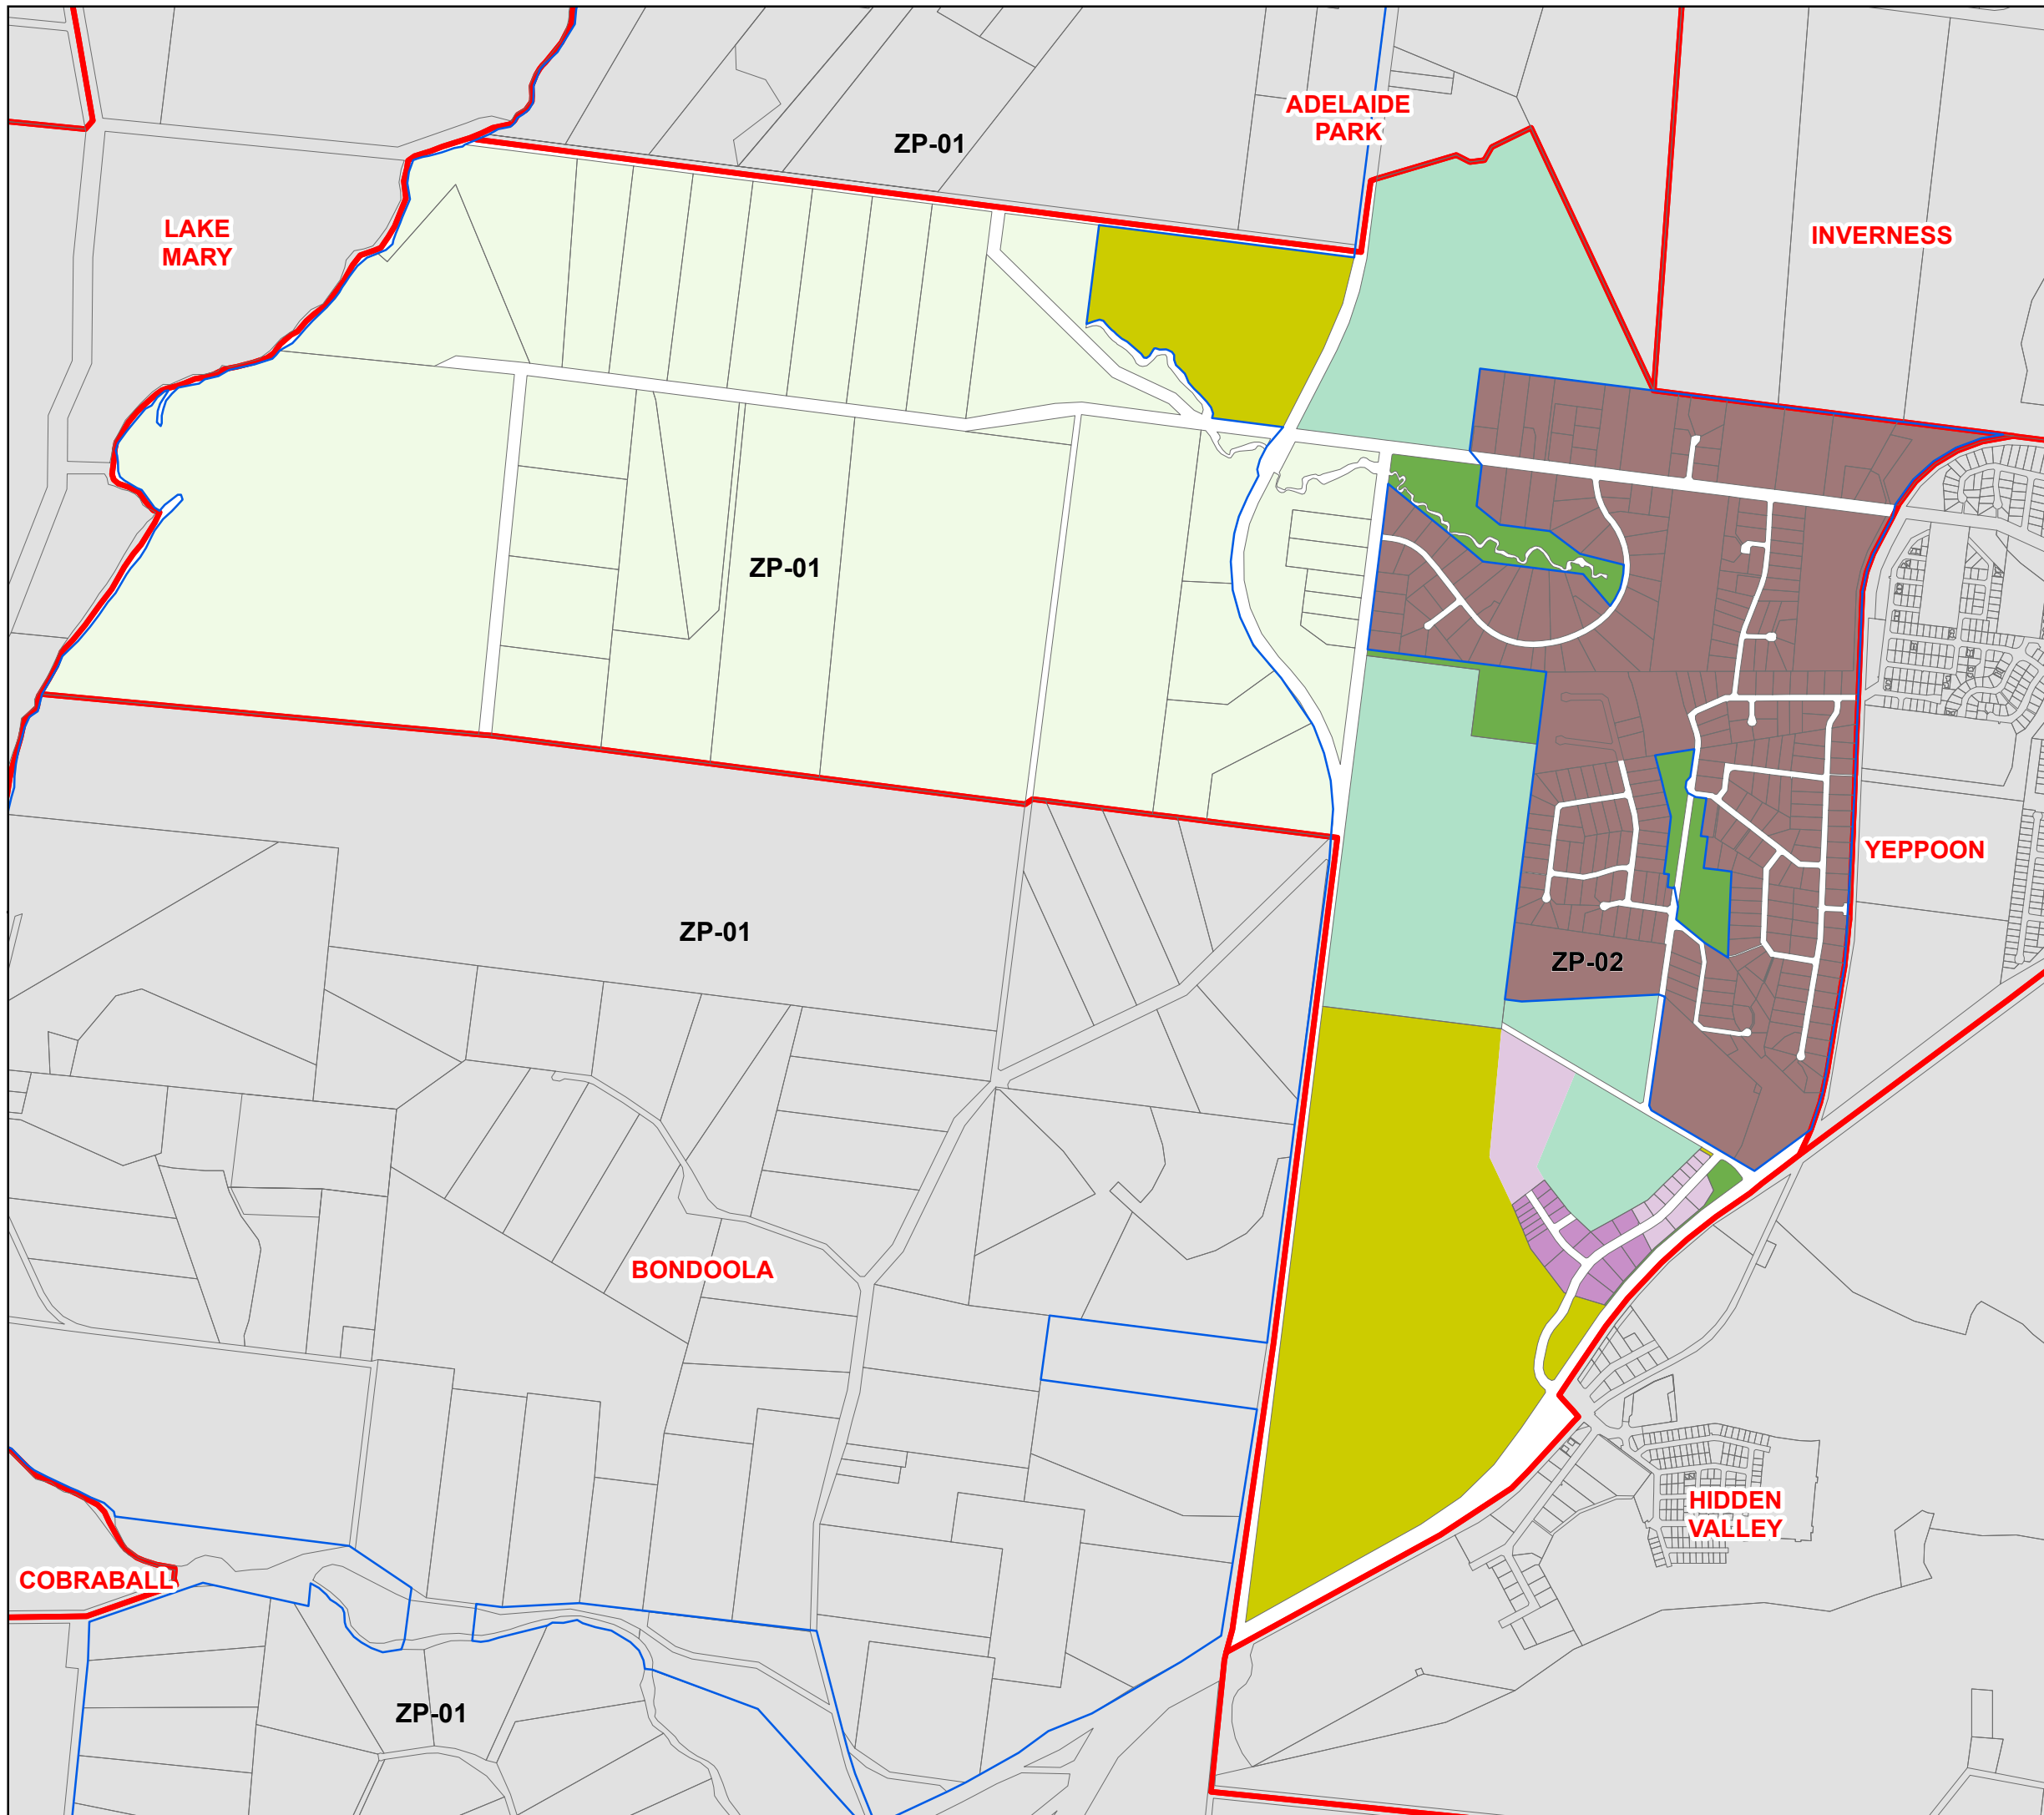 ADELAIDE
PARK
ZP-01
LAKE
MARY
INVERNESS
ZP-01
YEPPOON
ZP-01
ZP-02
BONDOOLA
HIDDEN
VALLEY
COBRABALL
ZP-01